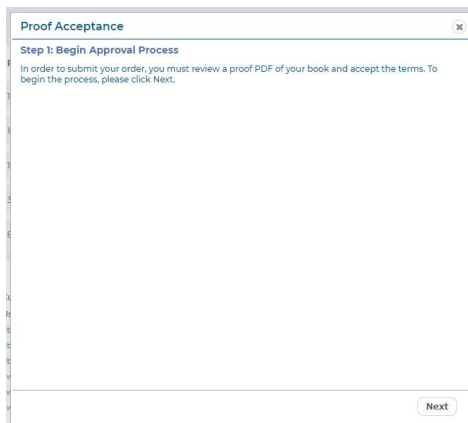 Proof Acceptance
Step 1: Begin Approval Process
In order to submit your order, you must review a proof PDF of your book and accept the terms. To
begin the process, please click Next.
Next